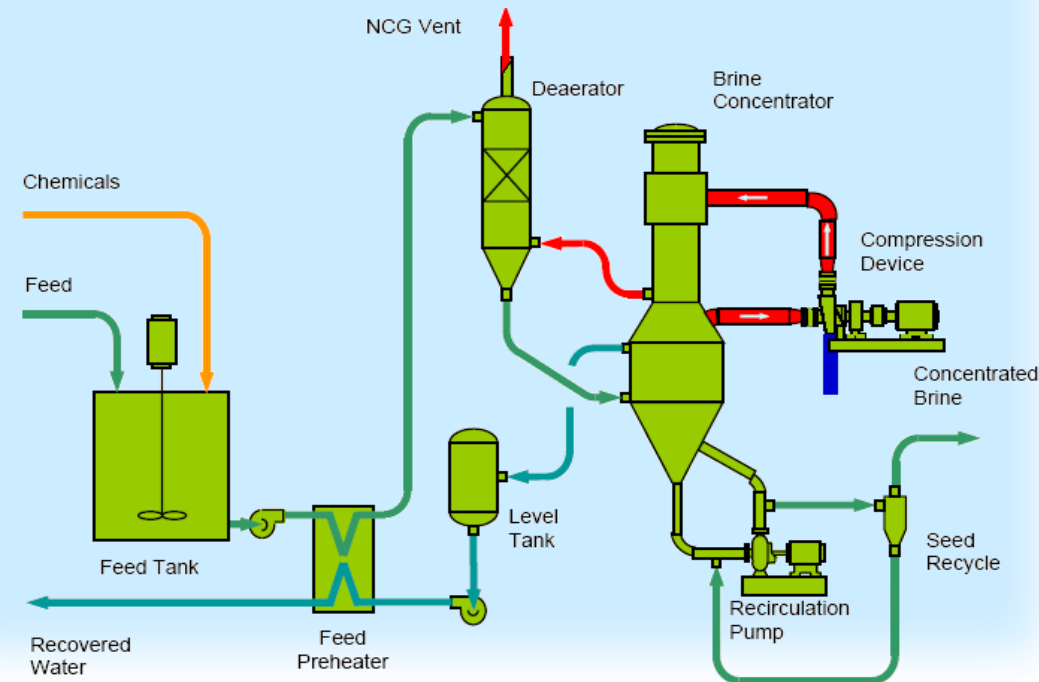 NCG Vent
Deaerator
Brine
Concentrator
Chemicals
Compression
Device
Feed
Concentrated
Brine
Level
Tank
Seed
Recycle
Feed Tank
Recirculation
Pump
Feed
Preheater
Recovered
Water